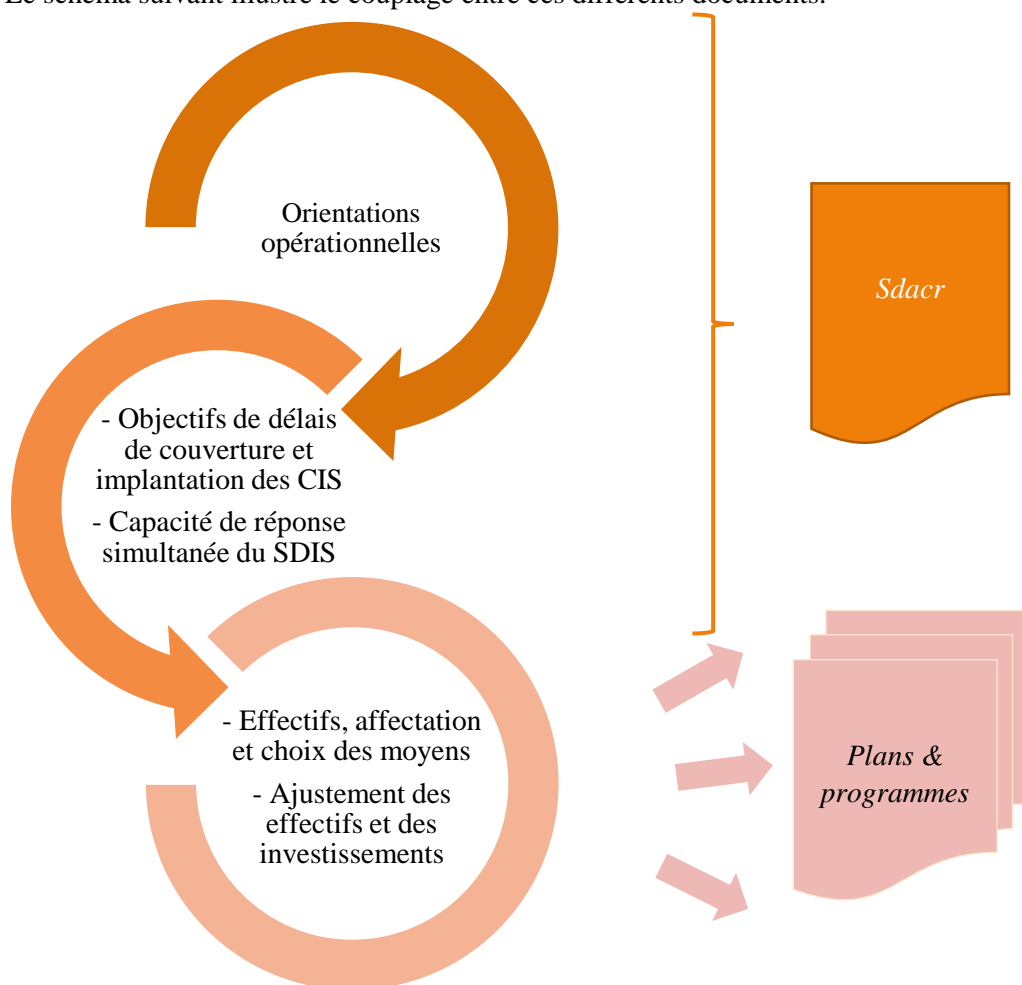 Le schéma suivant illustre le couplage entre ces différents documents.
Orientations
opérationnelles
Sdacr
- Objectifs de délais
de couverture et
implantation des CIS
- Capacité de réponse
simultanée du SDIS
- Effectifs, affectation
et choix des moyens
- Ajustement des
effectifs et des
investissements
Plans &
programmes